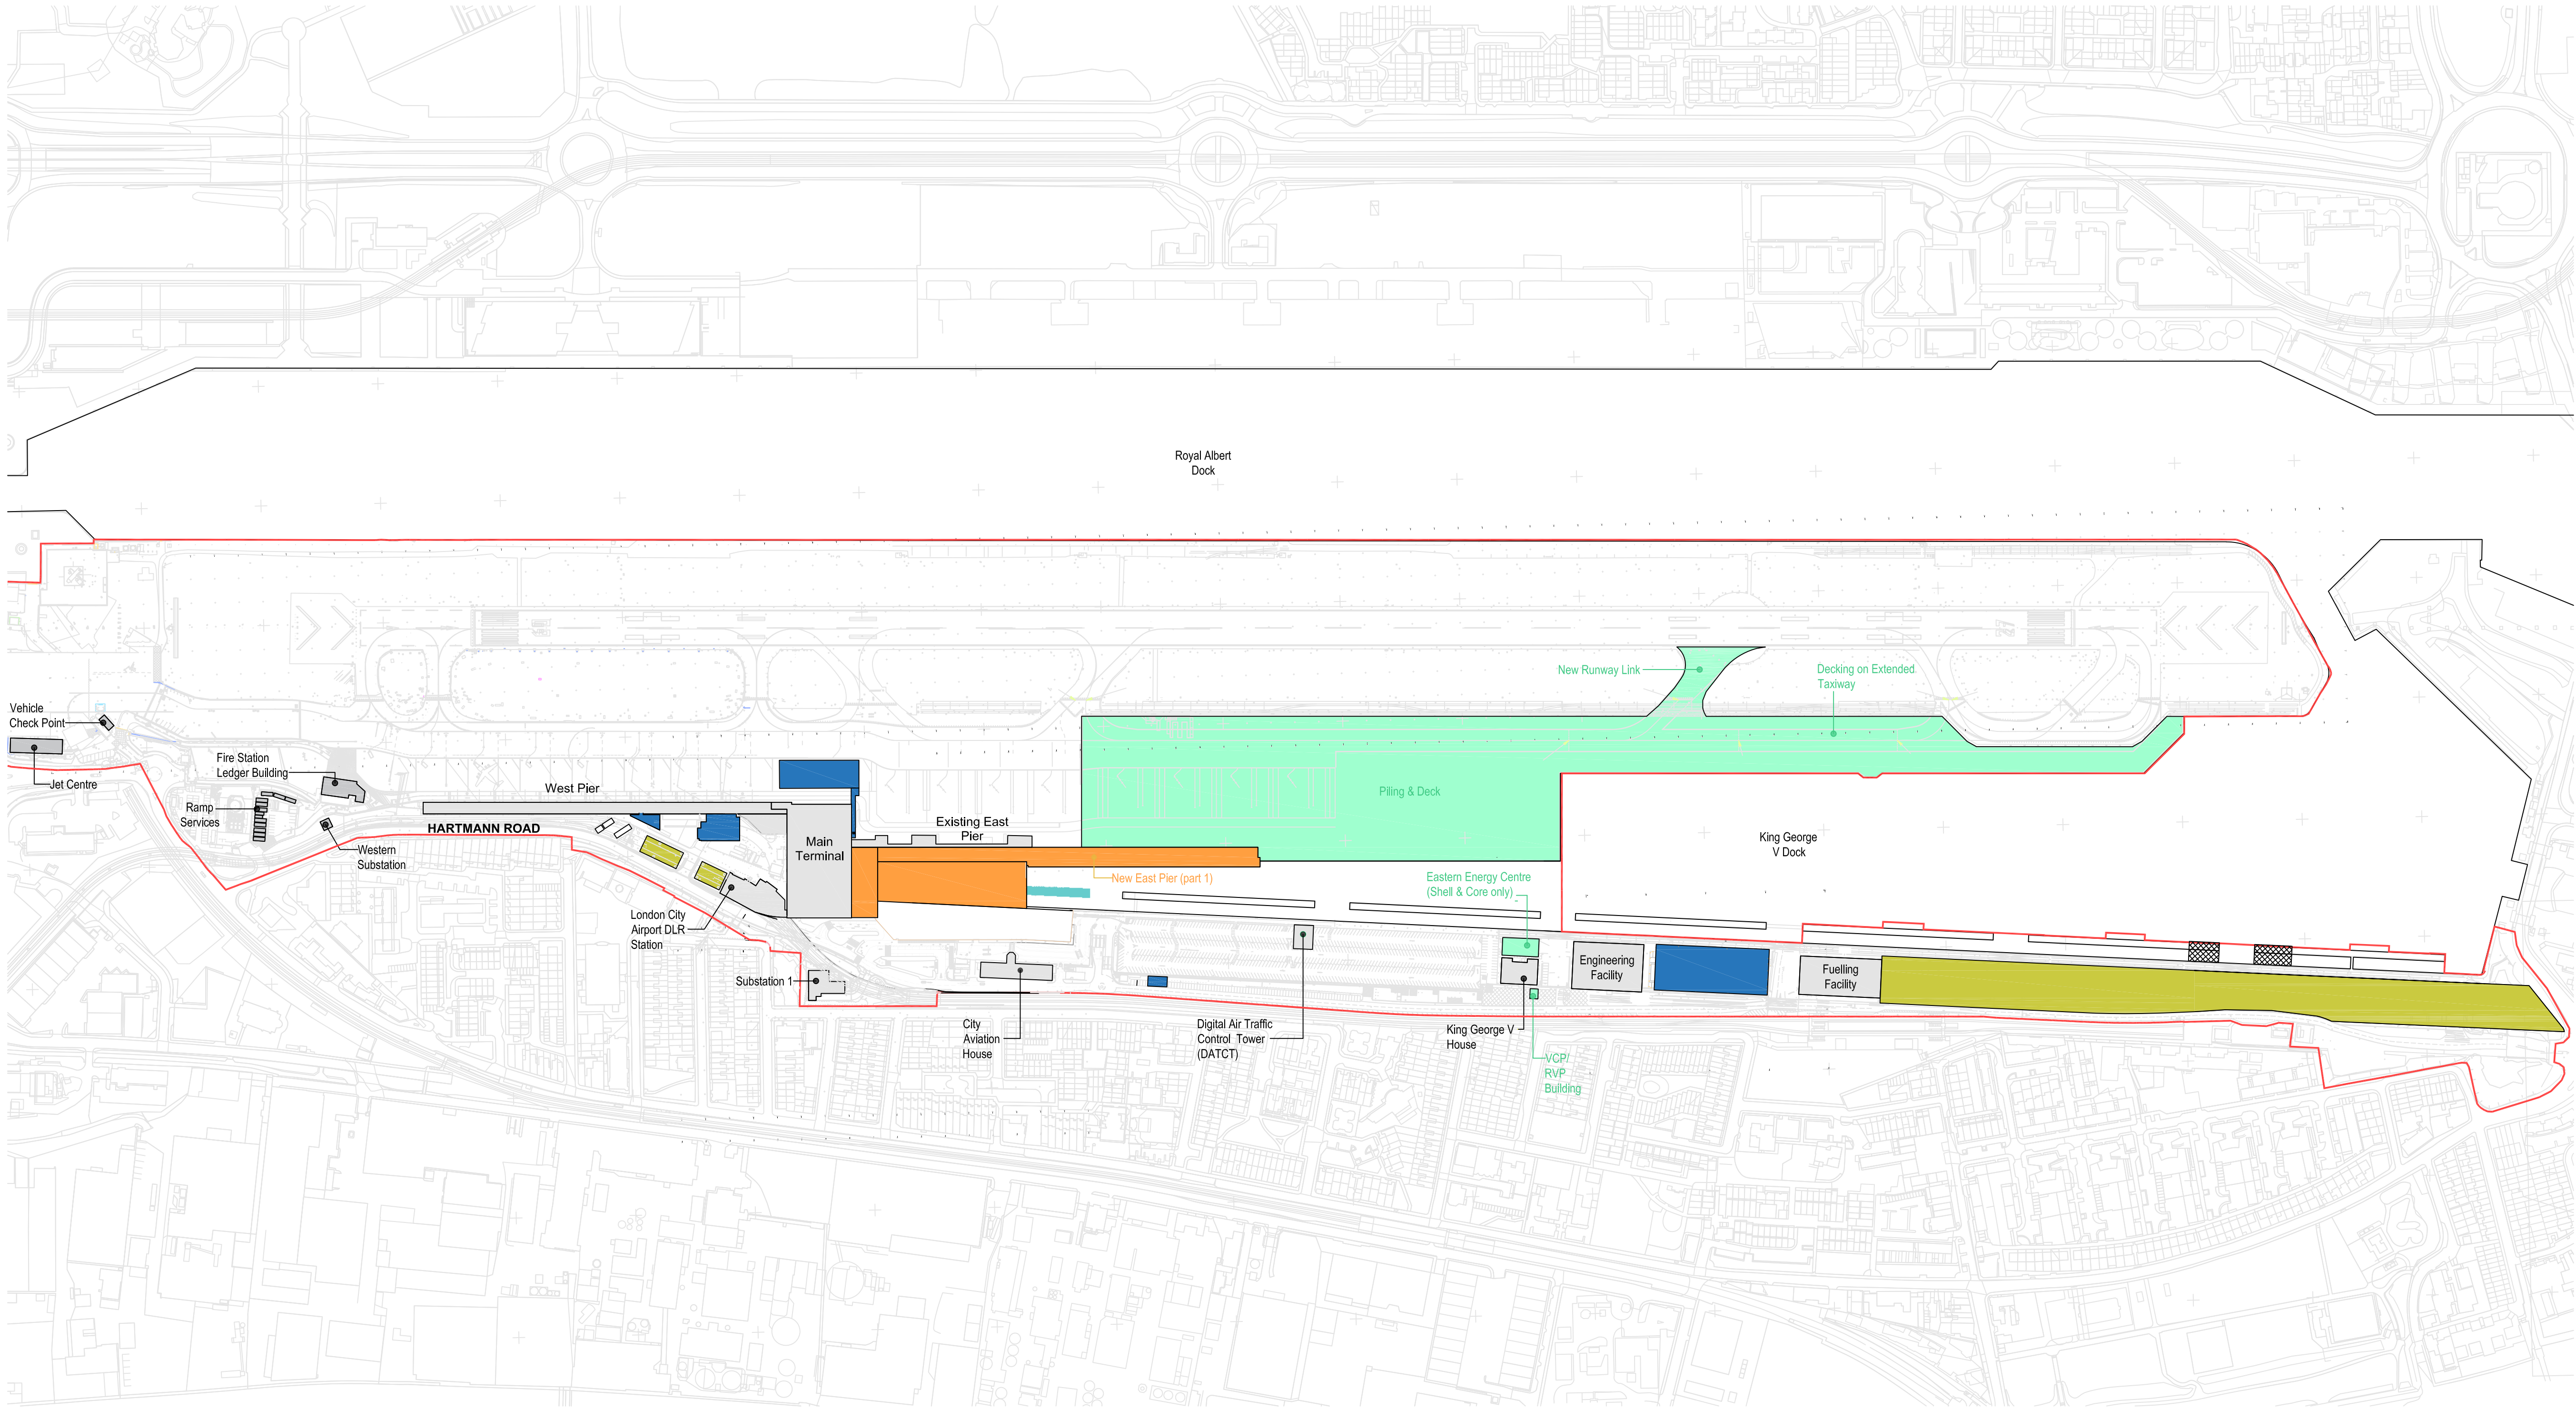 Royal Albert
Dock
New Runway Link
Decking on Extended
Taxiway
Vehicle
Check Point
Jet Centre
Fire Station
Ledger Building
Ramp
Services
Western
Substation
West Pier
HARTMANN ROAD
Main
Terminal
Existing East
Pier
Piling & Deck
King George
V Dock
New East Pier (part 1)
Eastern Energy Centre
(Shell & Core only)
London City
Airport DLR
Station
Substation 1
City
Aviation
House
Digital Air Traffic
Control Tower
(DATCT)
King George V
House
VCP/
RVP
Building
Engineering
Facility
Fuelling
Facility